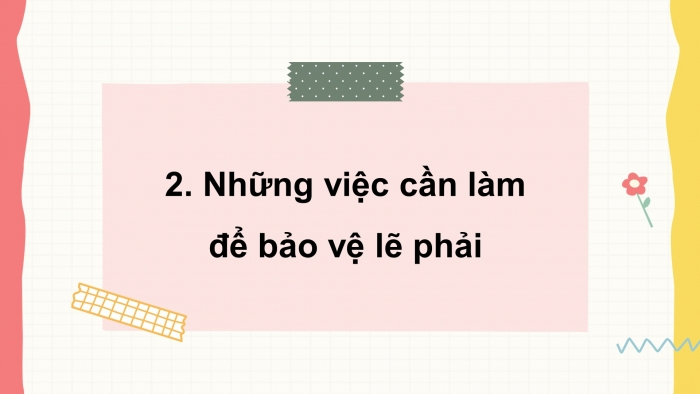 2. Những việc cần làm
để bảo vệ lẽ phải